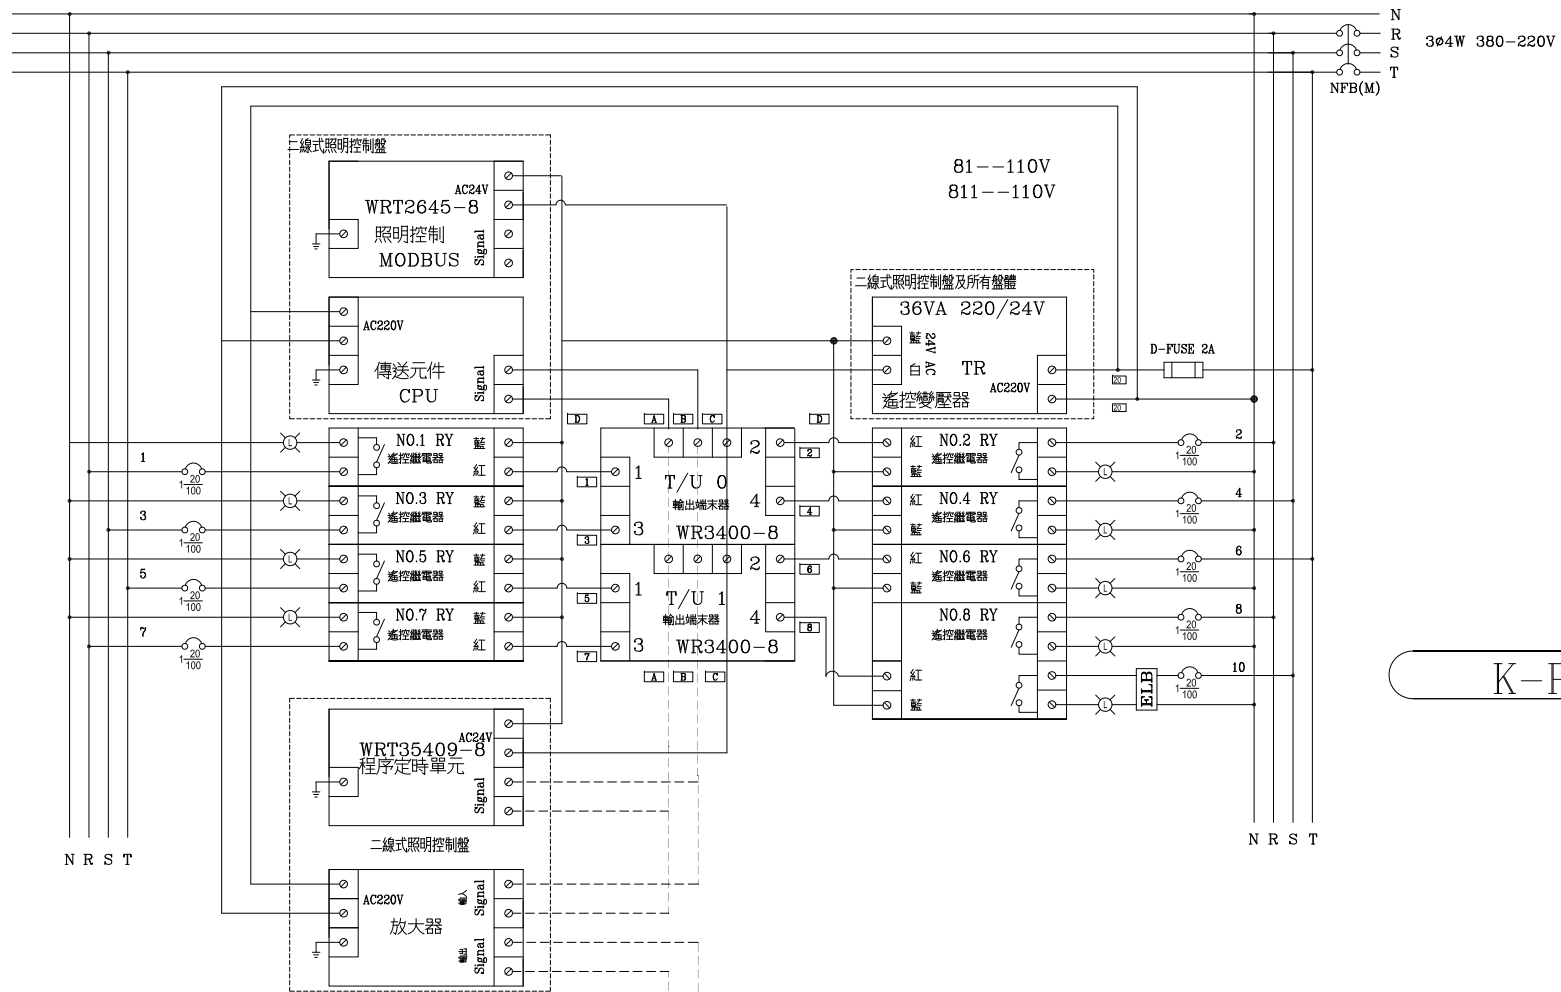 N
R
S
T
3ø4W 380-220V
NFB(M)
二線式照明控制盤
AC24V
WRT2645-8
照明控制
MODBUS
Signal
81--110V
811--110V
AC220V
傳送元件
CPU
Signal
二線式照明控制盤及所有盤體
36VA 220/24V
藍
白
24V
AC
TR
AC220V
遙控變壓器
D-FUSE 2A
20
20
D
A
B
C
D
NO.1 RY
遙控繼電器
藍
紅
L
1
1 20/100
1
NO.3 RY
遙控繼電器
藍
紅
L
3
1 20/100
3
NO.5 RY
遙控繼電器
藍
紅
L
5
1 20/100
5
NO.7 RY
遙控繼電器
藍
紅
L
7
1 20/100
7
2
1
T/U 0
輸出端末器
4
3
WR3400-8
2
1
T/U 1
輸出端末器
4
3
WR3400-8
A
B
C
2
4
6
8
紅
NO.2 RY
遙控繼電器
藍
L
2
1 20/100
紅
NO.4 RY
遙控繼電器
藍
L
4
1 20/100
紅
NO.6 RY
遙控繼電器
藍
L
6
1 20/100
NO.8 RY
遙控繼電器
L
8
1 20/100
紅
藍
L
ELB
10
1 20/100
AC24V
WRT35409-8
程序定時單元
Signal
二線式照明控制盤
AC220V
放大器
輸入
Signal
輸出
Signal
N R S T
N R S T